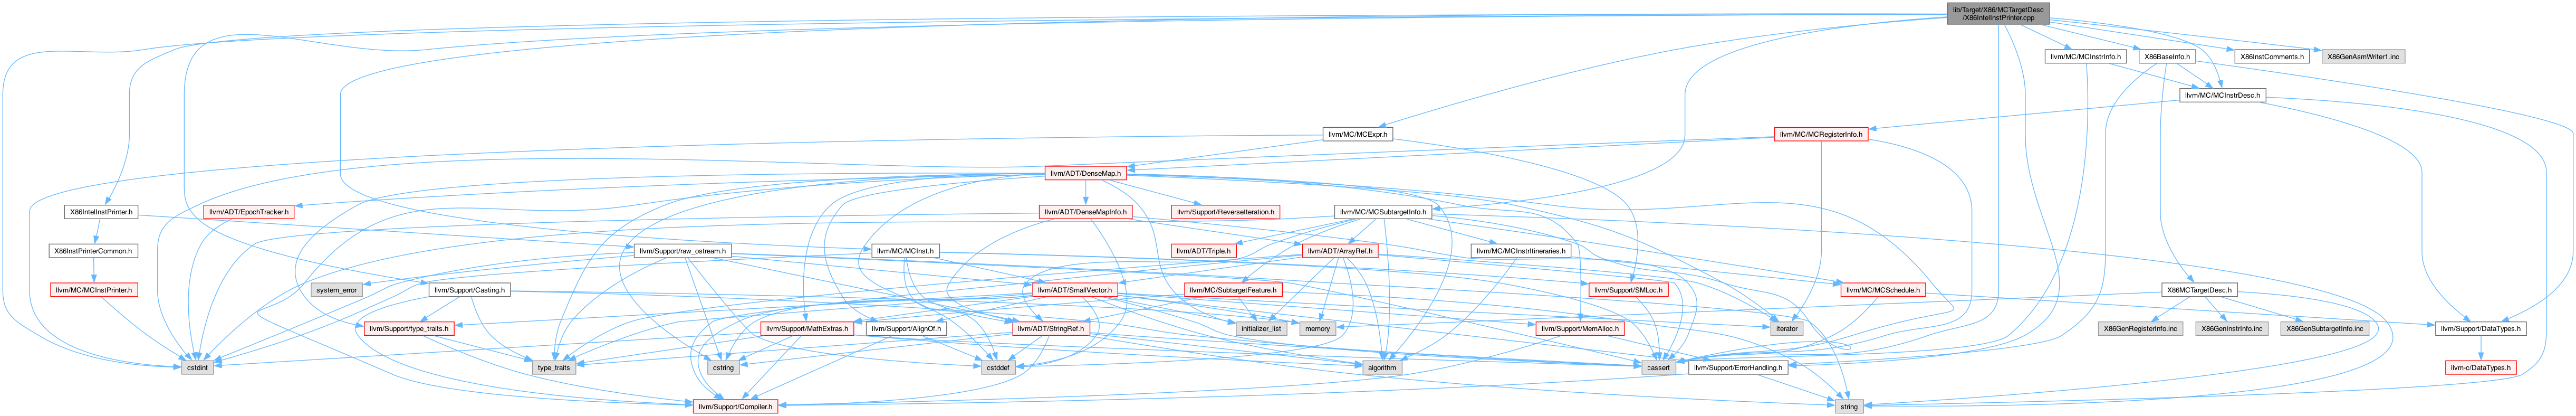 lib/Target/X86/MCTargetDesc
/X86IntelInstPrinter.cpp
llvm/MC/MCInstrInfo.h
X86BaseInfo.h
X86InstComments.h
X86GenAsmWriter1.inc
llvm/MC/MCInstrDesc.h
llvm/MC/MCExpr.h
llvm/MC/MCRegisterInfo.h
llvm/ADT/DenseMap.h
X86IntelInstPrinter.h
llvm/ADT/EpochTracker.h
llvm/ADT/DenseMapInfo.h
llvm/Support/ReverseIteration.h
llvm/MC/MCSubtargetInfo.h
X86InstPrinterCommon.h
llvm/Support/raw_ostream.h
llvm/MC/MCInst.h
llvm/ADT/Triple.h
llvm/ADT/ArrayRef.h
llvm/MC/MCInstrItineraries.h
llvm/MC/MCInstPrinter.h
system_error
llvm/Support/Casting.h
llvm/ADT/SmallVector.h
llvm/MC/SubtargetFeature.h
llvm/Support/SMLoc.h
llvm/MC/MCSchedule.h
X86MCTargetDesc.h
llvm/Support/type_traits.h
llvm/Support/MathExtras.h
llvm/Support/AlignOf.h
llvm/ADT/StringRef.h
initializer_list
memory
llvm/Support/MemAlloc.h
iterator
X86GenRegisterInfo.inc
X86GenInstrInfo.inc
X86GenSubtargetInfo.inc
llvm/Support/DataTypes.h
cstdint
type_traits
cstring
cstddef
algorithm
cassert
llvm/Support/ErrorHandling.h
llvm-c/DataTypes.h
llvm/Support/Compiler.h
string